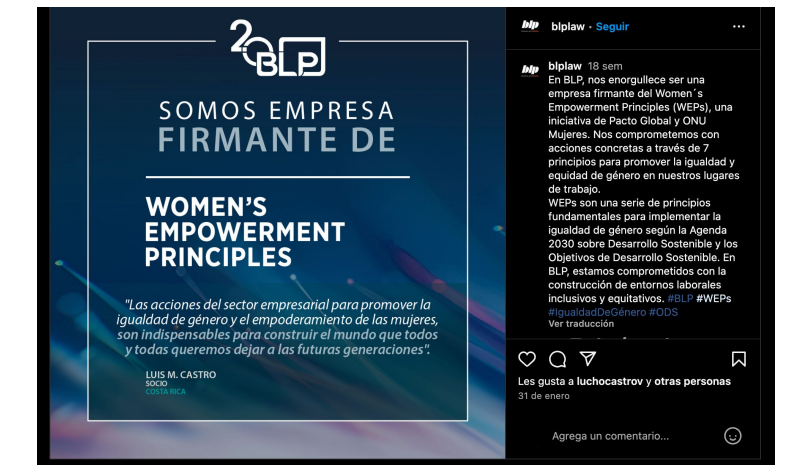 20
BLP
SOMOS EMPRESA
FIRMANTE DE
WOMEN'S
EMPOWERMENT
PRINCIPLES
"Las acciones del sector empresarial para promover la
igualdad de género y el empoderamiento de las mujeres,
son indispensables para construir el mundo que todos
y todas queremos dejar a las futuras generaciones".
LUIS M. CASTRO
SOCIO
COSTA RICA
blp blplaw · Seguir
blp blplaw 18 sem
En BLP, nos enorgullece ser una
empresa firmante del Women´s
Empowerment Principles (WEPs), una
iniciativa de Pacto Global y ONU
Mujeres. Nos comprometemos con
acciones concretas a través de 7
principios para promover la igualdad y
equidad de género en nuestros lugares
de trabajo.
WEPs son una serie de principios
fundamentales para implementar la
igualdad de género según la Agenda
2030 sobre Desarrollo Sostenible y los
Objetivos de Desarrollo Sostenible. En
BLP, estamos comprometidos con la
construcción de entornos laborales
inclusivos y equitativos. #BLP #WEPs
#IgualdadDeGénero #ODS
Ver traducción
Les gusta a luchocastrov y otras personas
31 de enero
Agrega un comentario...